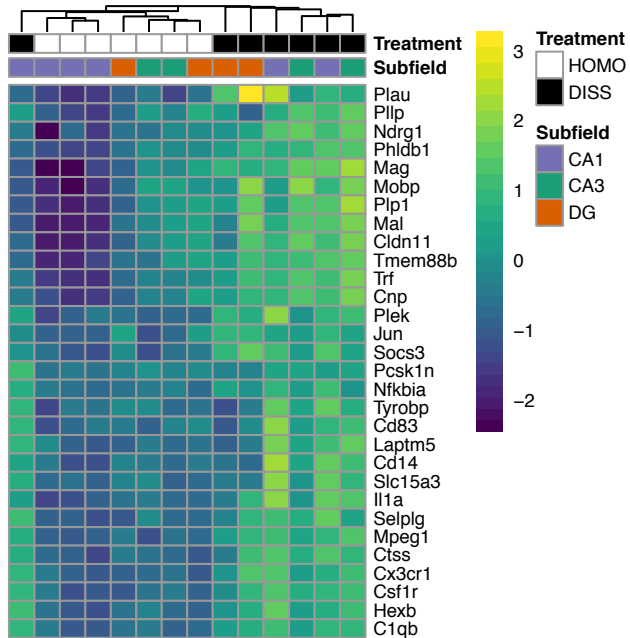 Treatment
Subfield
Plau
Pllp
Ndrg1
Phldb1
Mag
Mobp
Plp1
Mal
Cldn11
Tmem88b
Trf
Cnp
Plek
Jun
Socs3
Pcsk1n
Nfkbia
Tyrobp
Cd83
Laptm5
Cd14
Slc15a3
Il1a
Selplg
Mpeg1
Ctss
Cx3cr1
Csf1r
Hexb
C1qb
3
2
1
0
−1
−2
Treatment
HOMO
DISS
Subfield
CA1
CA3
DG